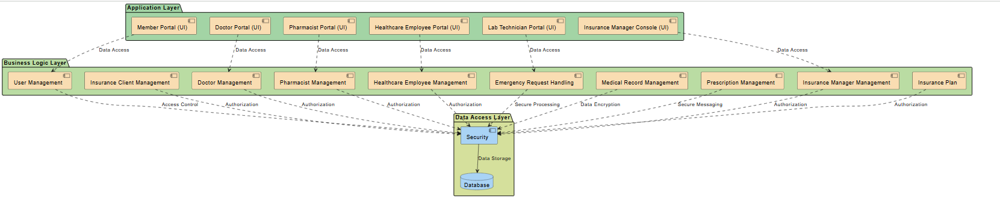 Application Layer
Member Portal (UI)
Doctor Portal (UI)
Pharmacist Portal (UI)
Healthcare Employee Portal (UI)
Lab Technician Portal (UI)
Insurance Manager Console (UI)
Data Access
Data Access
Data Access
Data Access
Data Access
Data Access
Business Logic Layer
User Management
Insurance Client Management
Doctor Management
Pharmacist Management
Healthcare Employee Management
Emergency Request Handling
Medical Record Management
Prescription Management
Insurance Manager Management
Insurance Plan
Access Control
Authorization
Authorization
Authorization
Authorization
Secure Processing
Data Encryption
Secure Messaging
Authorization
Authorization
Data Access Layer
Security
Data Storage
Database